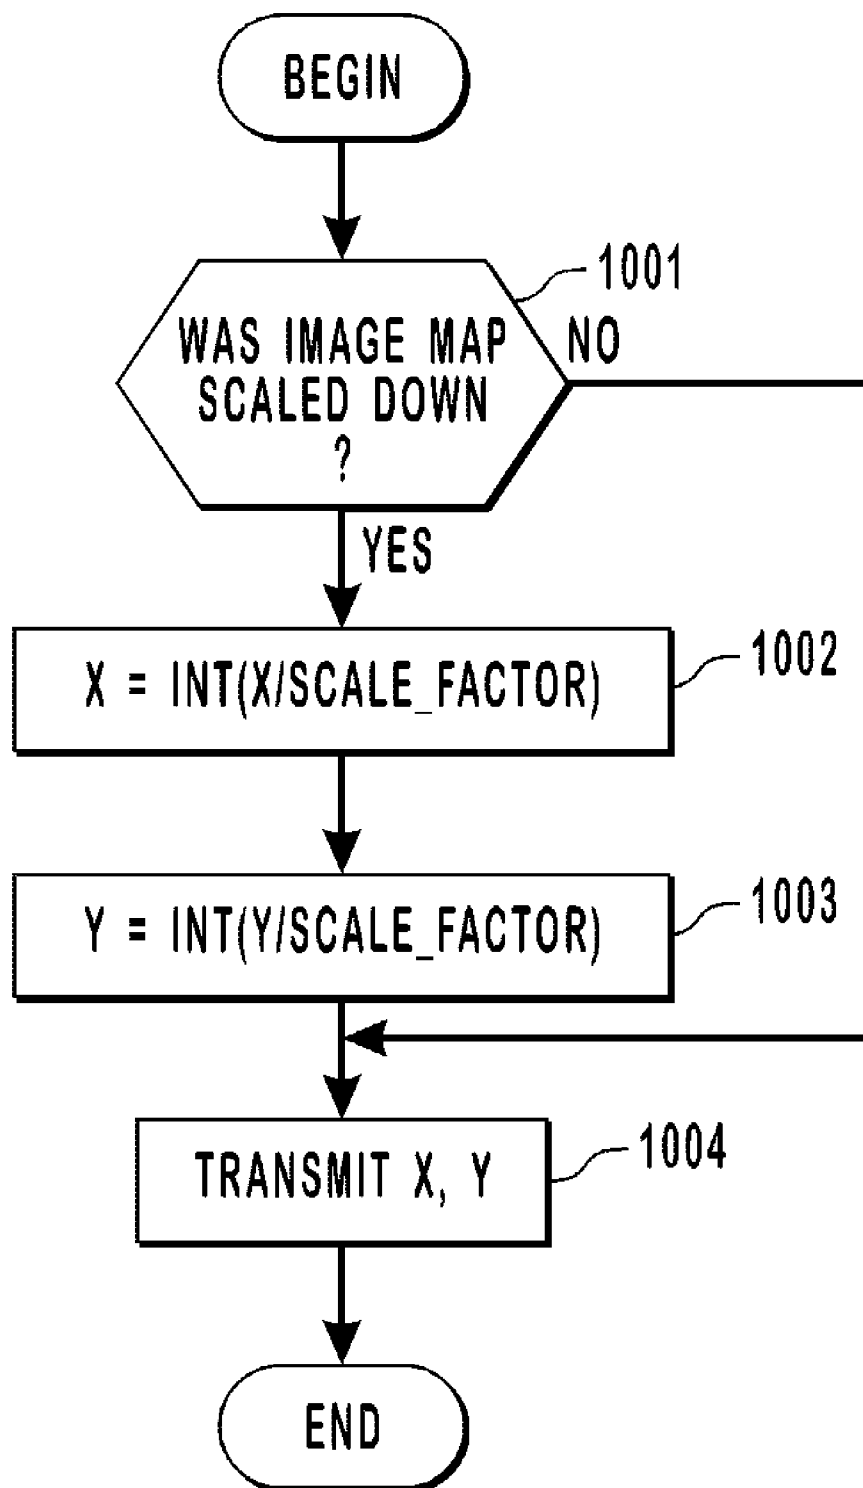 BEGIN
1001
WAS IMAGE MAP
SCALED DOWN
?
NO
YES
X = INT(X/SCALE_FACTOR)
1002
Y = INT(Y/SCALE_FACTOR)
1003
TRANSMIT X, Y
1004
END